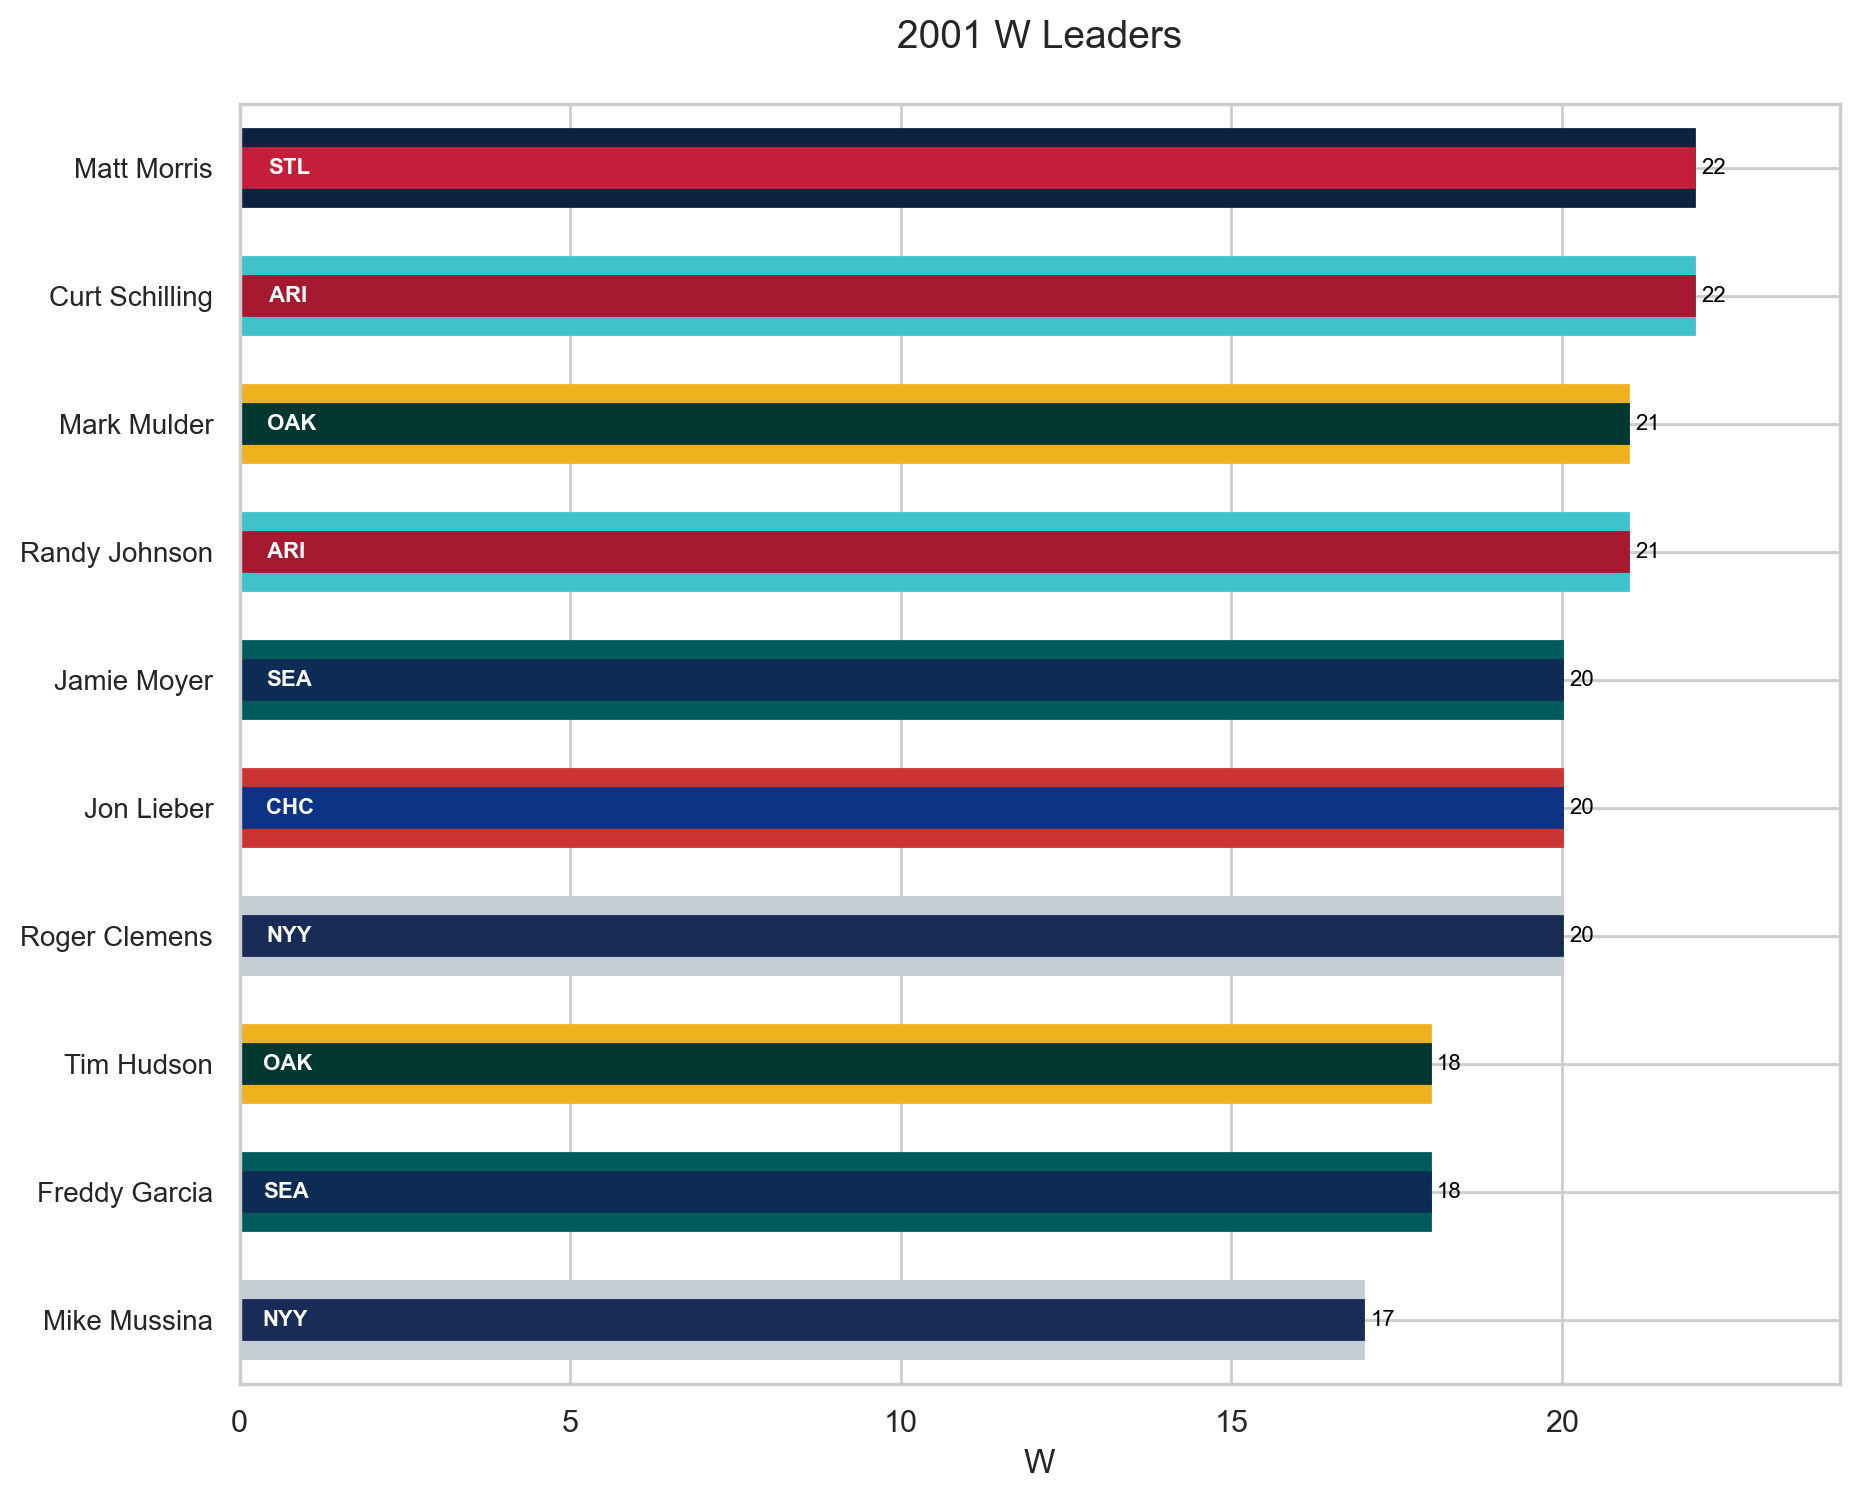 2001 W Leaders
Matt Morris STL 22
Curt Schilling ARI 22
Mark Mulder OAK 21
Randy Johnson ARI 21
Jamie Moyer SEA 20
Jon Lieber CHC 20
Roger Clemens NYY 20
Tim Hudson OAK 18
Freddy Garcia SEA 18
Mike Mussina NYY 17
0 5 10 15 20
W